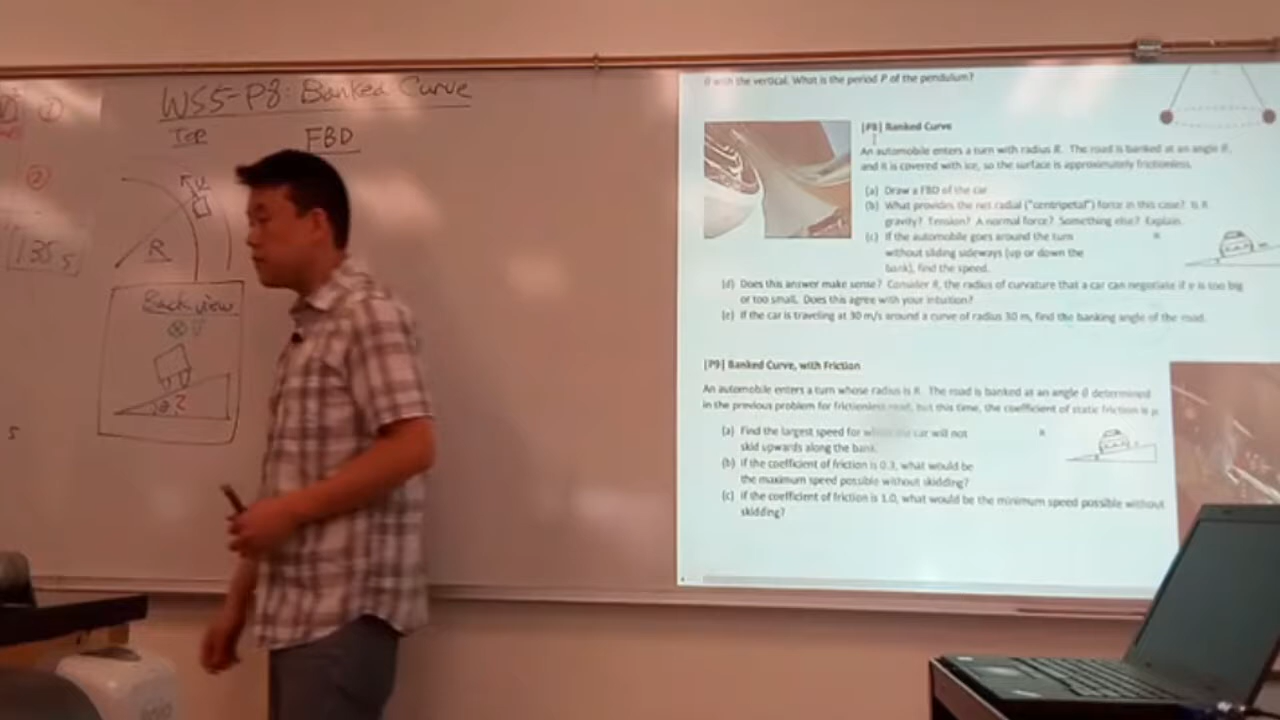 WS5-P8: Banked Curve
Top
FBD
V
R
Back view
V
θ
135
5
5
θ with the vertical. What is the period P of the pendulum?
[P8] Banked Curve
An automobile enters a turn with radius R. The road is banked at an angle θ,
and it is covered with ice, so the surface is approximately frictionless.
(a) Draw a FBD of the car
(b) What provides the net radial ("centripetal") force in this case? Is it
gravity? Tension? A normal force? Something else? Explain.
(c) If the automobile goes around the turn
without sliding sideways (up or down the
bank), find the speed.
(d) Does this answer make sense? Consider R, the radius of curvature that a car can negotiate if v is too big
or too small. Does this agree with your intuition?
(e) If the car is traveling at 30 m/s around a curve of radius 30 m, find the banking angle of the road.
[P9] Banked Curve, with Friction
An automobile enters a turn whose radius is R. The road is banked at an angle θ determined
in the previous problem for frictionless road, but this time, the coefficient of static friction is μ
(a) Find the largest speed for which the car will not
skid upwards along the bank.
(b) If the coefficient of friction is 0.3, what would be
the maximum speed possible without skidding?
(c) If the coefficient of friction is 1.0, what would be the minimum speed possible without
skidding?